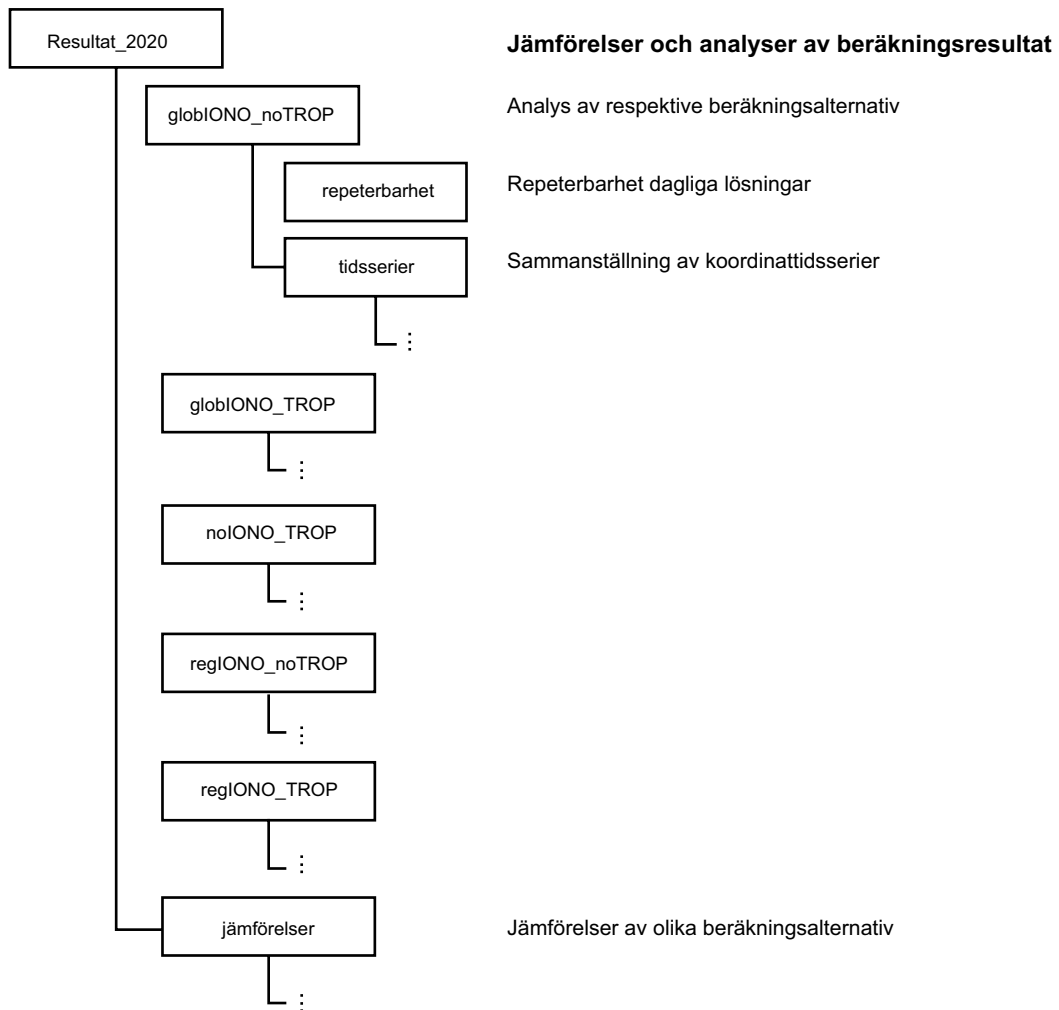 Resultat_2020
Jämförelser och analyser av beräkningsresultat
globIONO_noTROP
Analys av respektive beräkningsalternativ
repeterbarhet
Repeterbarhet dagliga lösningar
tidsserier
Sammanställning av koordinattidsserier
globIONO_TROP
noIONO_TROP
regIONO_noTROP
regIONO_TROP
jämförelser
Jämförelser av olika beräkningsalternativ